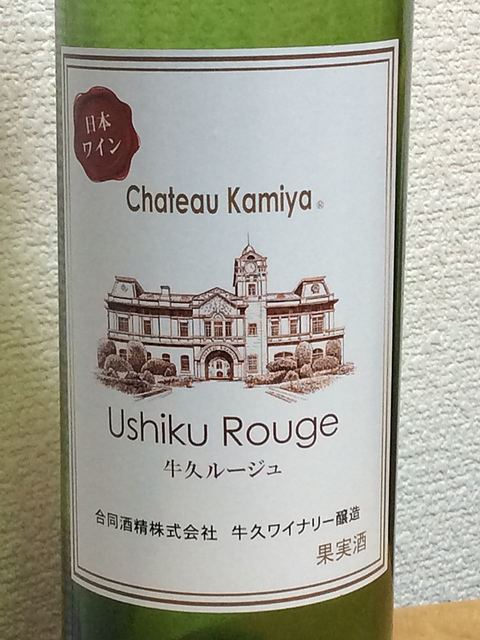 日本
ワイン
Chateau Kamiya®
Ushiku Rouge
牛久ルージュ
合同酒精株式会社 牛久ワイナリー醸造
果実酒